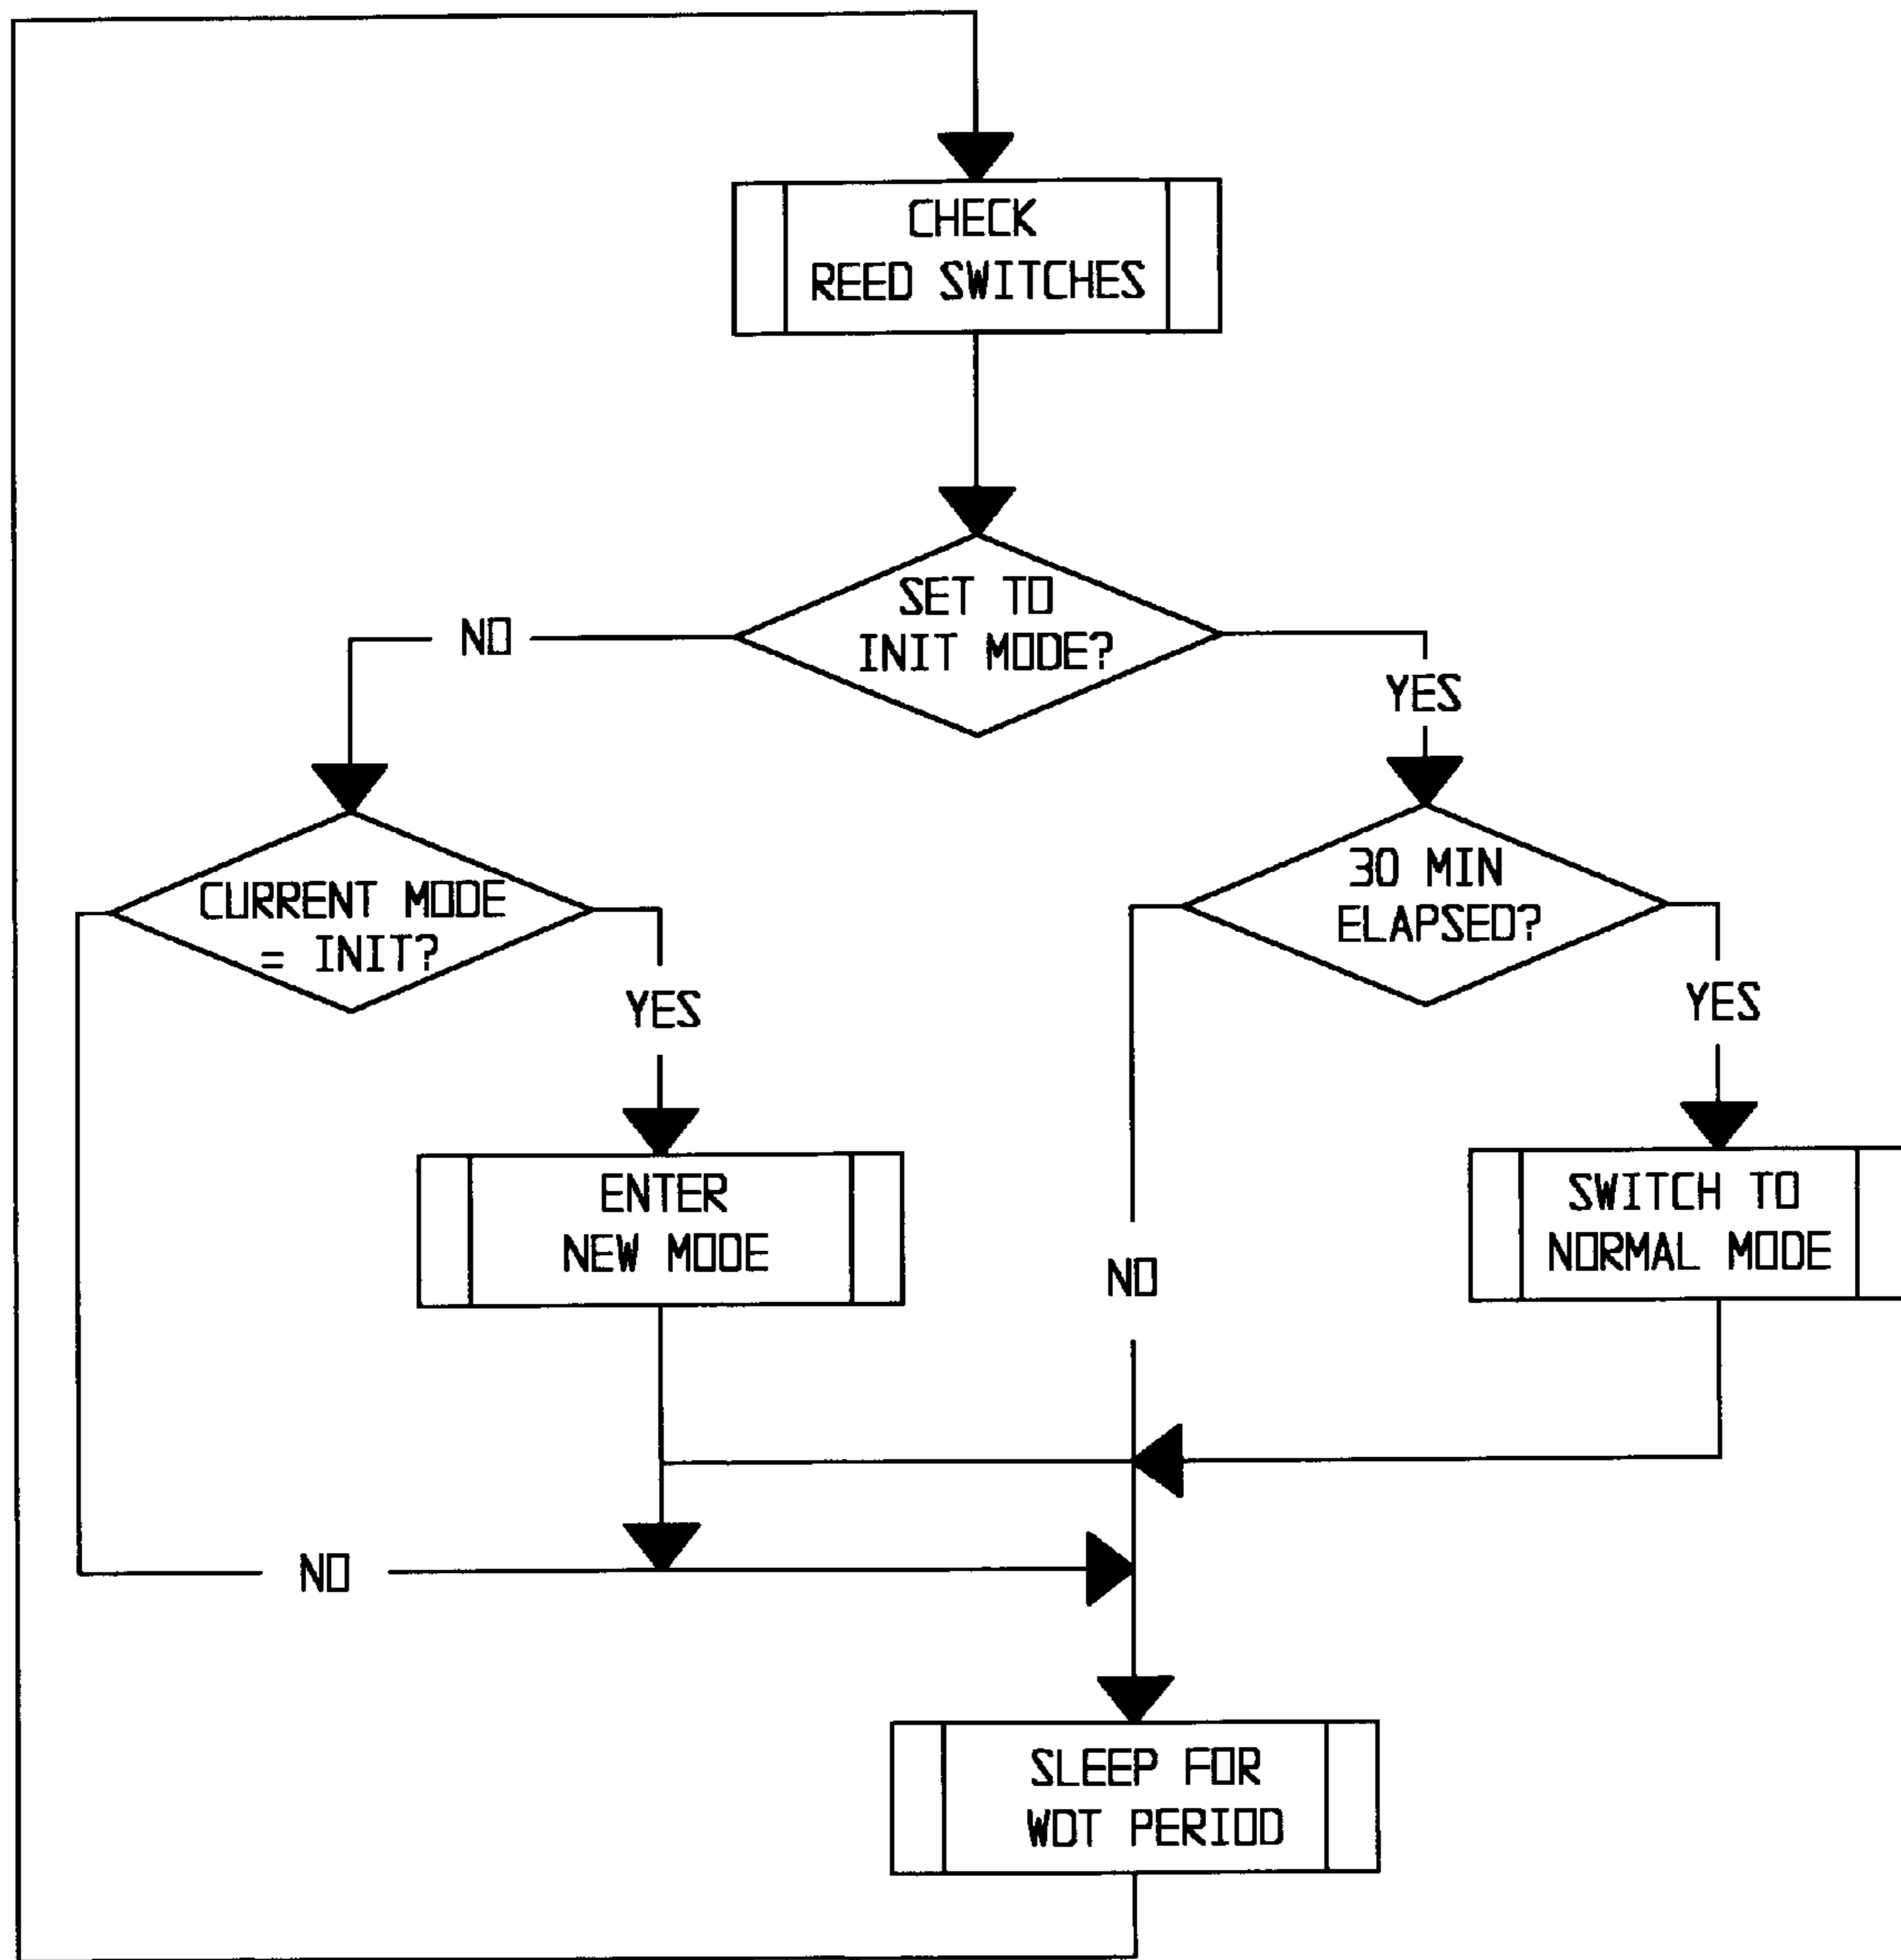 CHECK
REED SWITCHES
SET TO
INIT MODE?
NO
YES
CURRENT MODE
= INIT?
30 MIN
ELAPSED?
YES
YES
ENTER
NEW MODE
NO
SWITCH TO
NORMAL MODE
NO
SLEEP FOR
WDT PERIOD